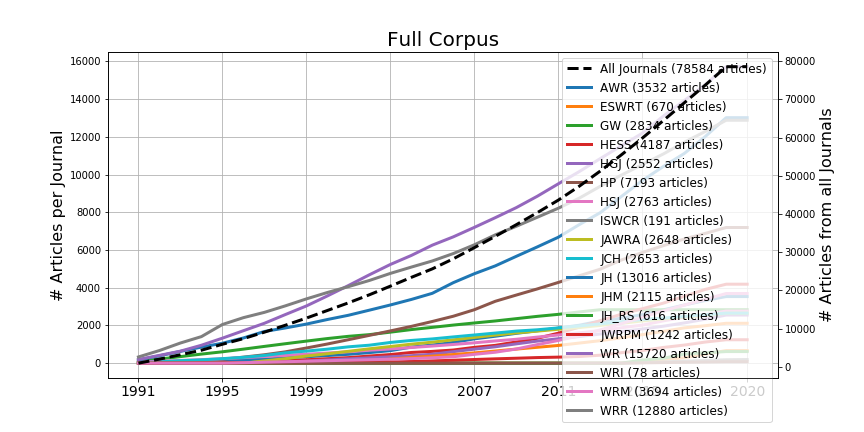 Full Corpus
# Articles per Journal
16000
14000
12000
10000
8000
6000
4000
2000
0
80000
70000
60000
50000
40000
30000
20000
10000
0
# Articles from all Journals
1991
1995
1999
2003
2007
2020
All Journals (78584 articles)
AWR (3532 articles)
ESWRT (670 articles)
GW (2834 articles)
HESS (4187 articles)
HGJ (2552 articles)
HP (7193 articles)
HSJ (2763 articles)
ISWCR (191 articles)
JAWRA (2648 articles)
JCH (2653 articles)
JH (13016 articles)
JHM (2115 articles)
JH_RS (616 articles)
JWRPM (1242 articles)
WR (15720 articles)
WRI (78 articles)
WRM (3694 articles)
WRR (12880 articles)